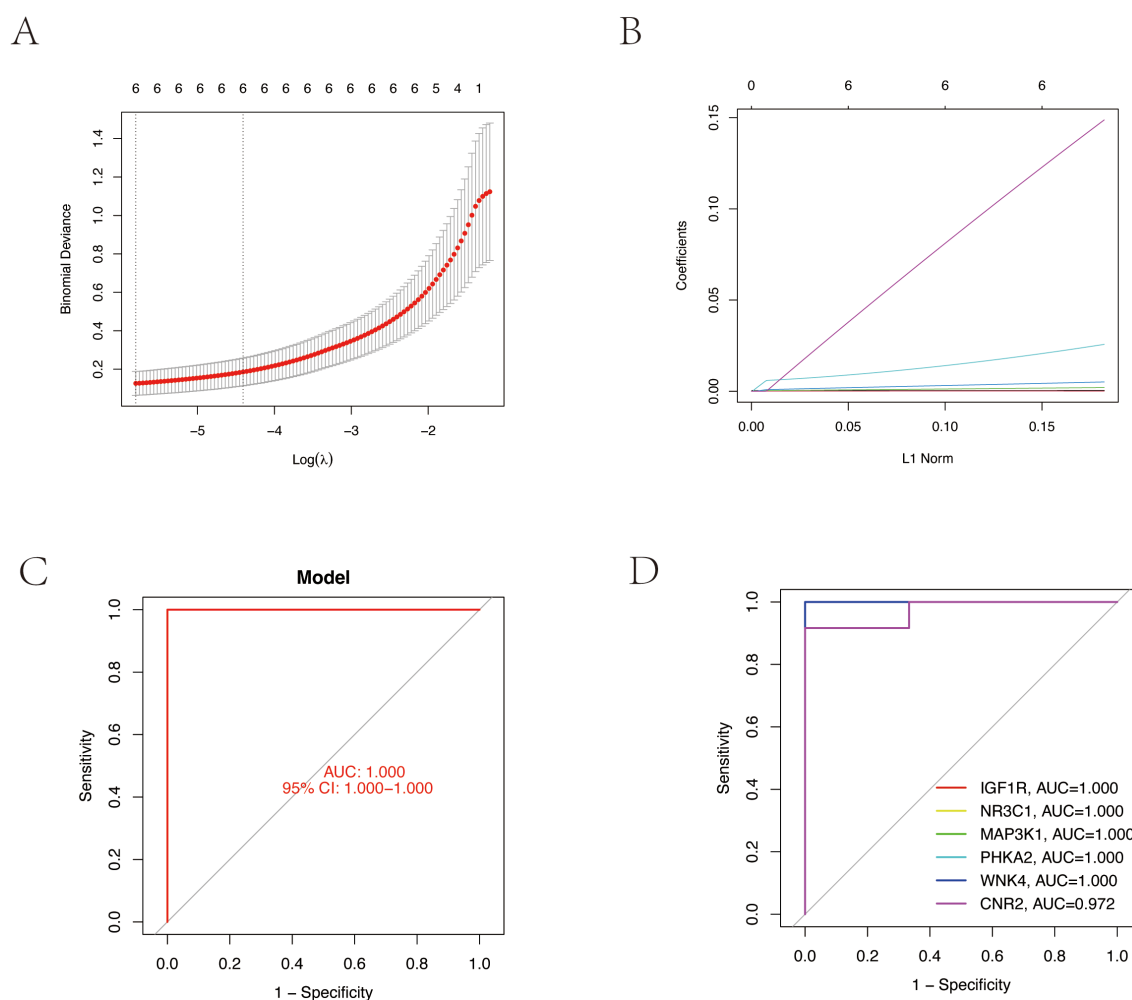 A
6 6 6 6 6 6 6 6 6 6 6 6 6 6 5 4 1
Binomial Deviance
0.2 0.4 0.6 0.8 1.0 1.2 1.4
−5 −4 −3 −2
Log(λ)
B
0 6 6 6
Coefficients
0.00 0.05 0.10 0.15
0.00 0.05 0.10 0.15
L1 Norm
C
Model
Sensitivity
0.0 0.2 0.4 0.6 0.8 1.0
AUC: 1.000
95% CI: 1.000−1.000
0.0 0.2 0.4 0.6 0.8 1.0
1 − Specificity
D
Sensitivity
0.0 0.2 0.4 0.6 0.8 1.0
IGF1R, AUC=1.000
NR3C1, AUC=1.000
MAP3K1, AUC=1.000
PHKA2, AUC=1.000
WNK4, AUC=1.000
CNR2, AUC=0.972
0.0 0.2 0.4 0.6 0.8 1.0
1 − Specificity